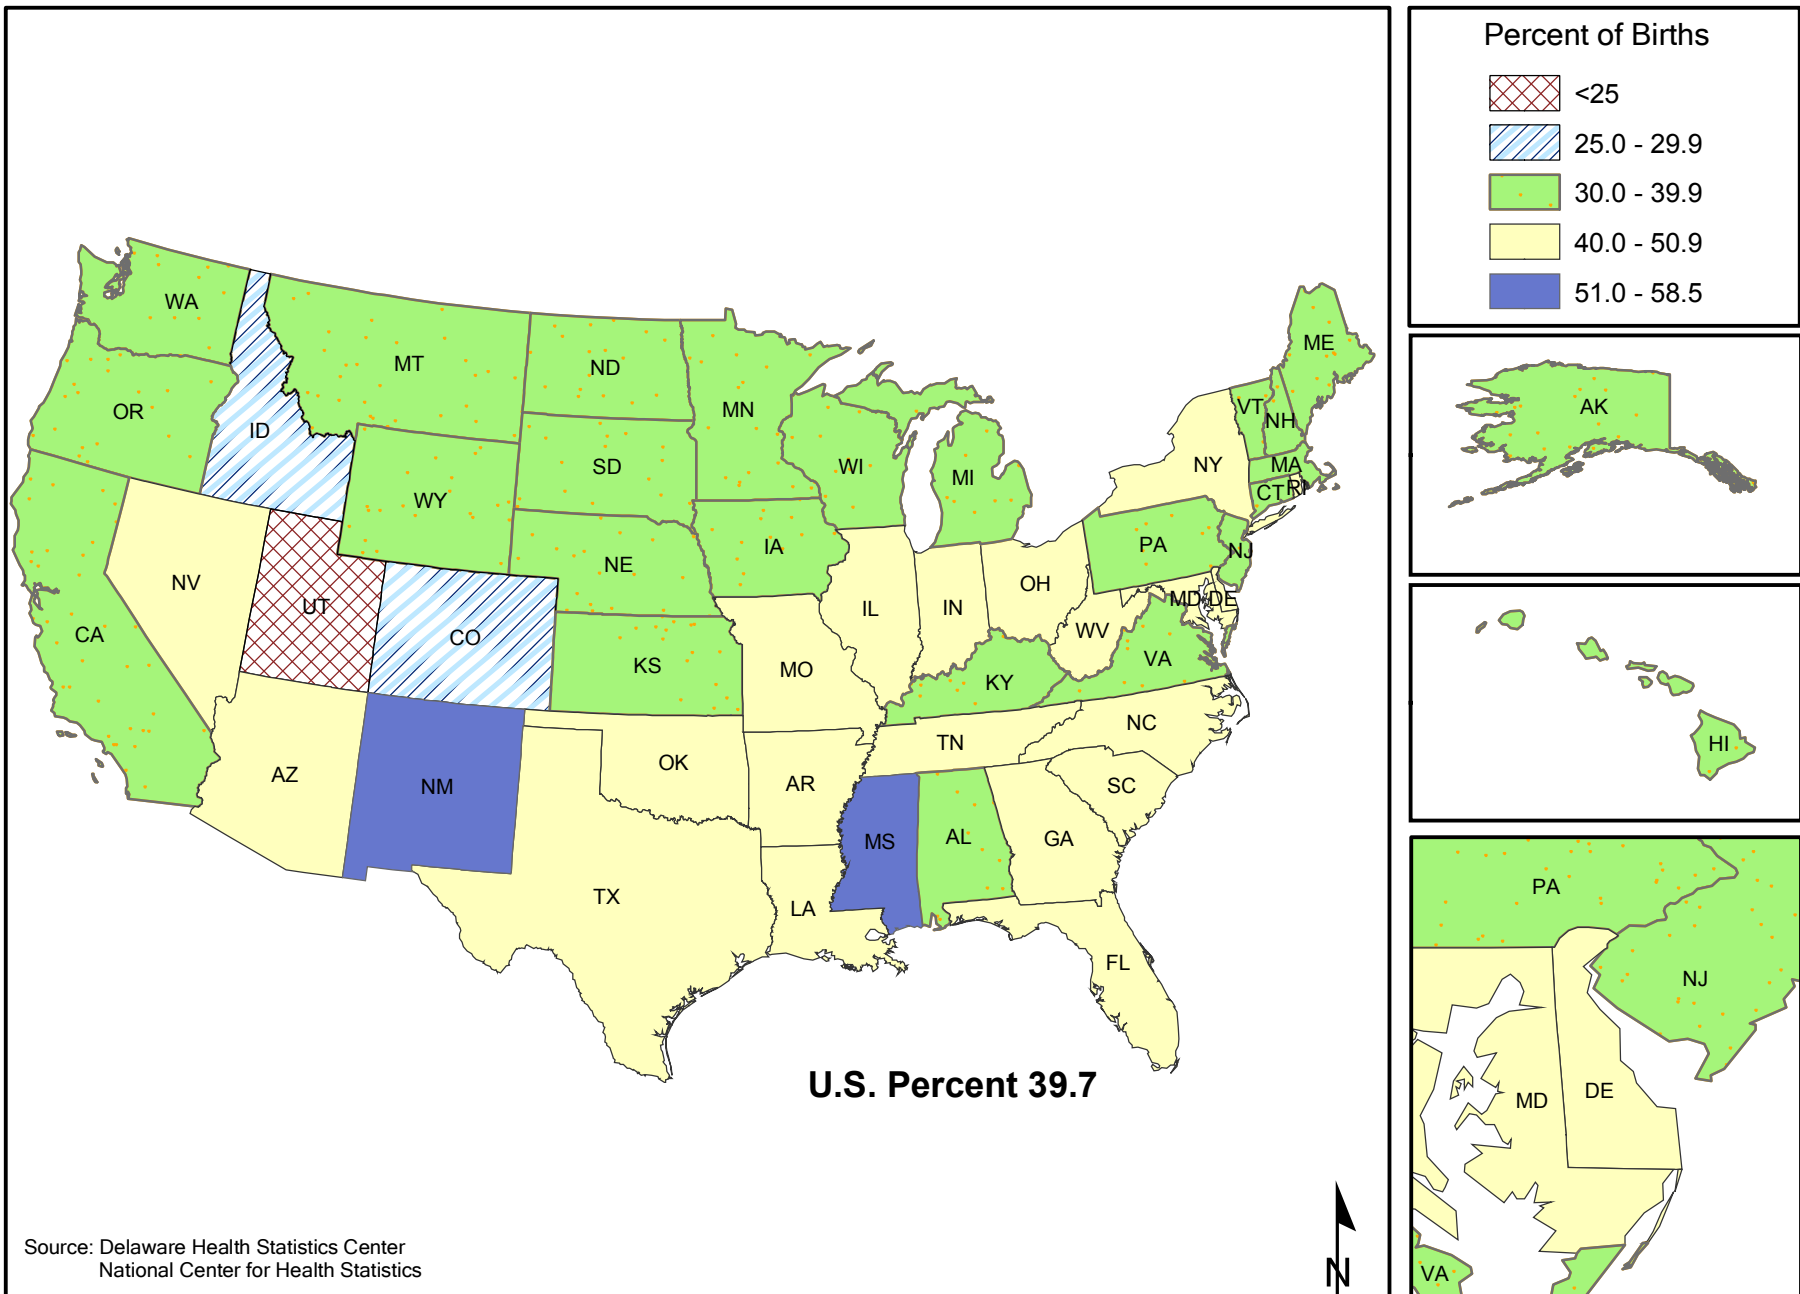 Percent of Births
<25
25.0 - 29.9
30.0 - 39.9
40.0 - 50.9
51.0 - 58.5
WA
MT
ND
MN
ME
OR
ID
SD
WI
MI
VT
NH
NY
MA
CT
RI
WY
IA
NE
PA
NJ
NV
UT
CO
IL
IN
OH
MD
DE
WV
CA
KS
MO
KY
VA
AZ
NM
OK
AR
TN
NC
SC
MS
AL
GA
TX
LA
FL
U.S. Percent 39.7
Source: Delaware Health Statistics Center
National Center for Health Statistics
N
AK
HI
PA
NJ
MD
DE
VA